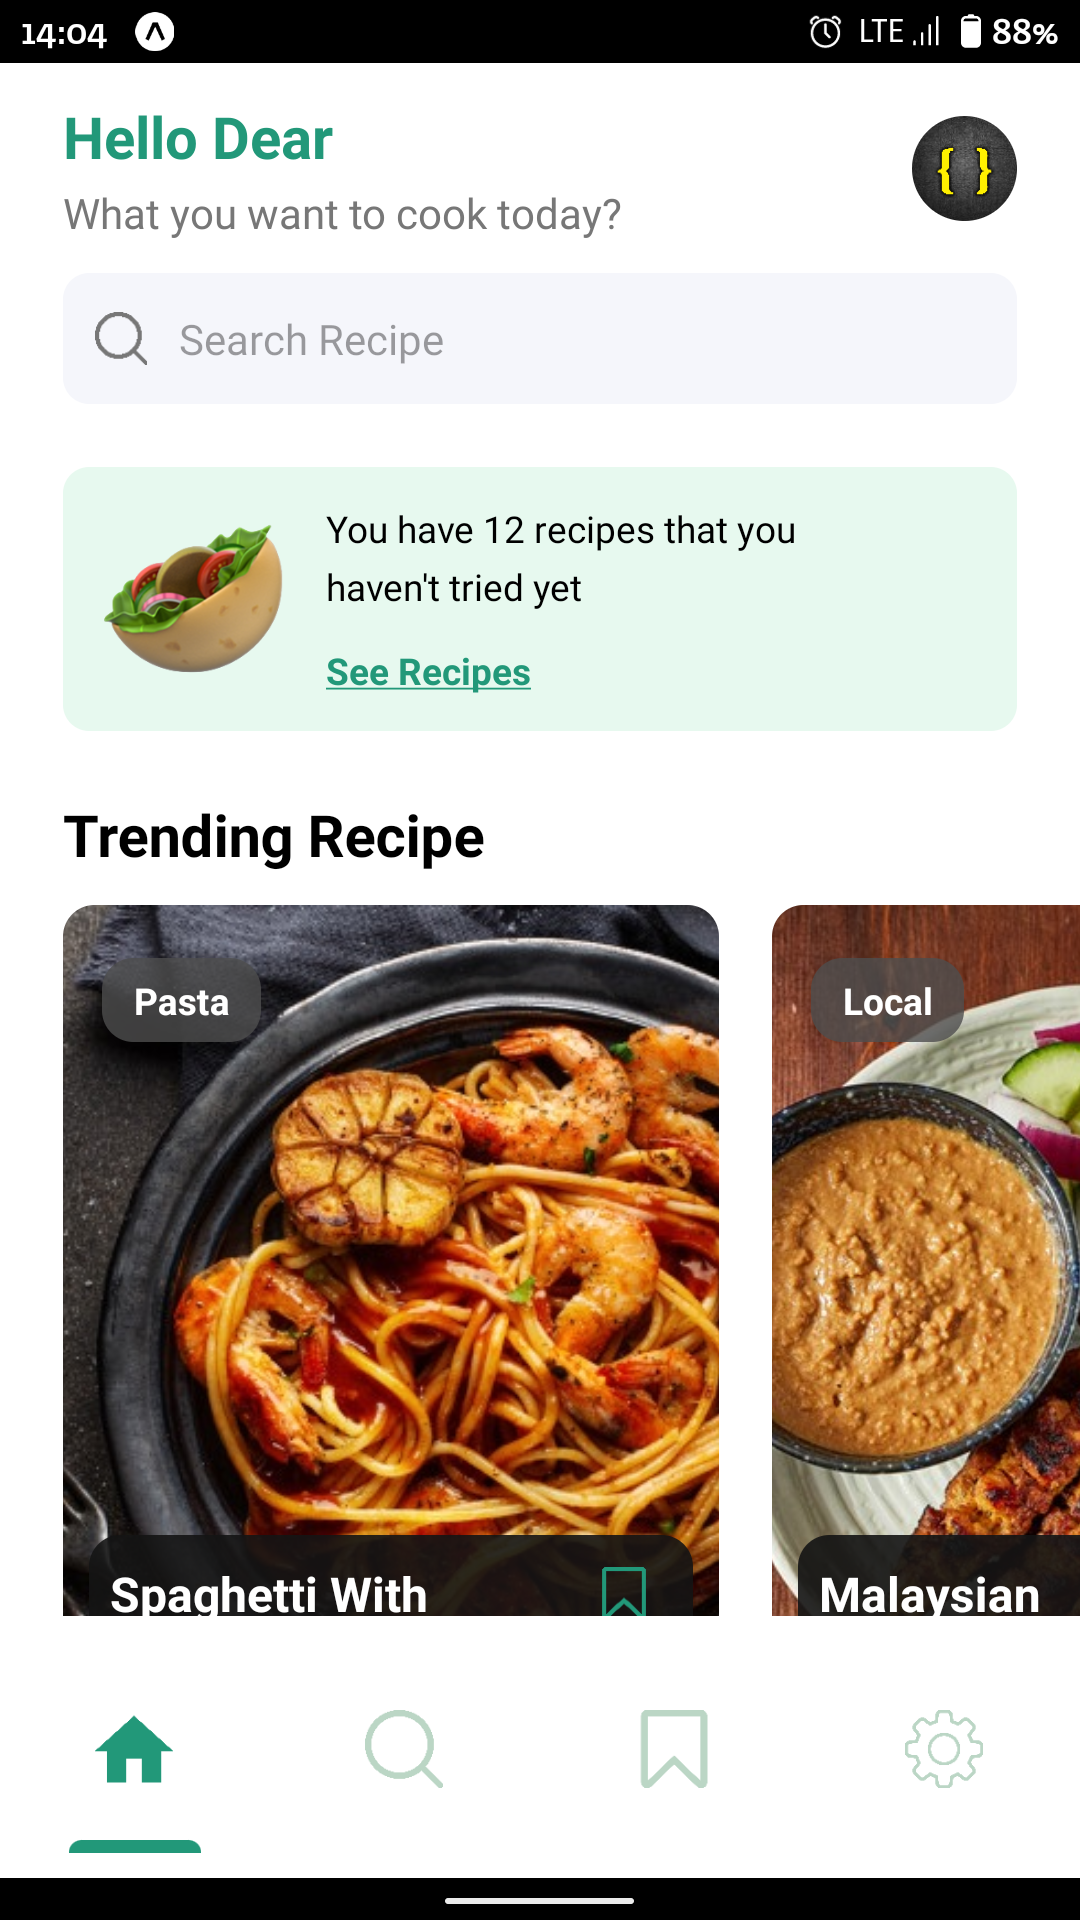 14:04
LTE
88%
Hello Dear
{ }
What you want to cook today?
Search Recipe
You have 12 recipes that you
haven't tried yet
See Recipes
Trending Recipe
Pasta
Local
Spaghetti With
Malaysian